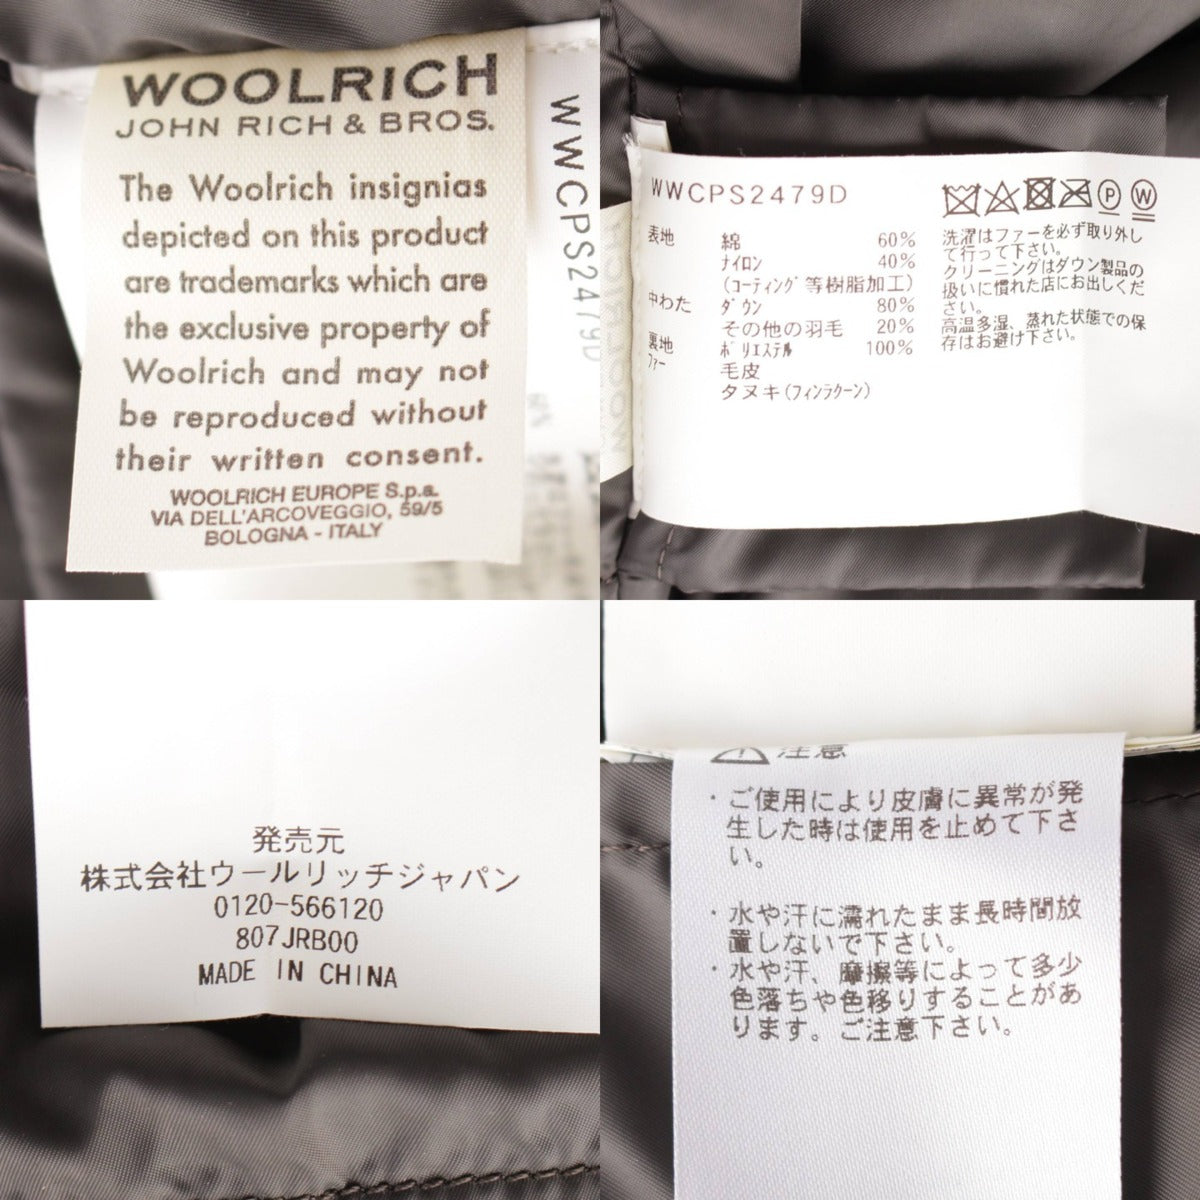 WOOLRICH
JOHN RICH & BROS.
The Woolrich insignias
depicted on this product
are trademarks which are
the exclusive property of
Woolrich and may not
be reproduced without
their written consent.
WOOLRICH EUROPE S.p.a.
VIA DELL'ARCOVEGGIO, 59/5
BOLOGNA - ITALY
WWCPS2479D
WWCPS2479D
表地 綿 60%
ナイロン 40%
(コーティング等樹脂加工)
中わた ダウン 80%
その他の羽毛 20%
裏地 ポリエステル 100%
ファー 毛皮
タヌキ(フィンラクーン)
P W
洗濯はファーを必ず取り外し
て行って下さい。
クリーニングはダウン製品の
扱いに慣れた店にお出しくだ
さい。
高温多湿、蒸れた状態での保
存はお避け下さい。
発売元
株式会社ウールリッチジャパン
0120-566120
807JRB00
MADE IN CHINA
注意
・ご使用により皮膚に異常が発
生した時は使用を止めて下さ
い。
・水や汗に濡れたまま長時間放
置しないで下さい。
・水や汗、摩擦等によって多少
色落ちや色移りすることがあ
ります。ご注意下さい。